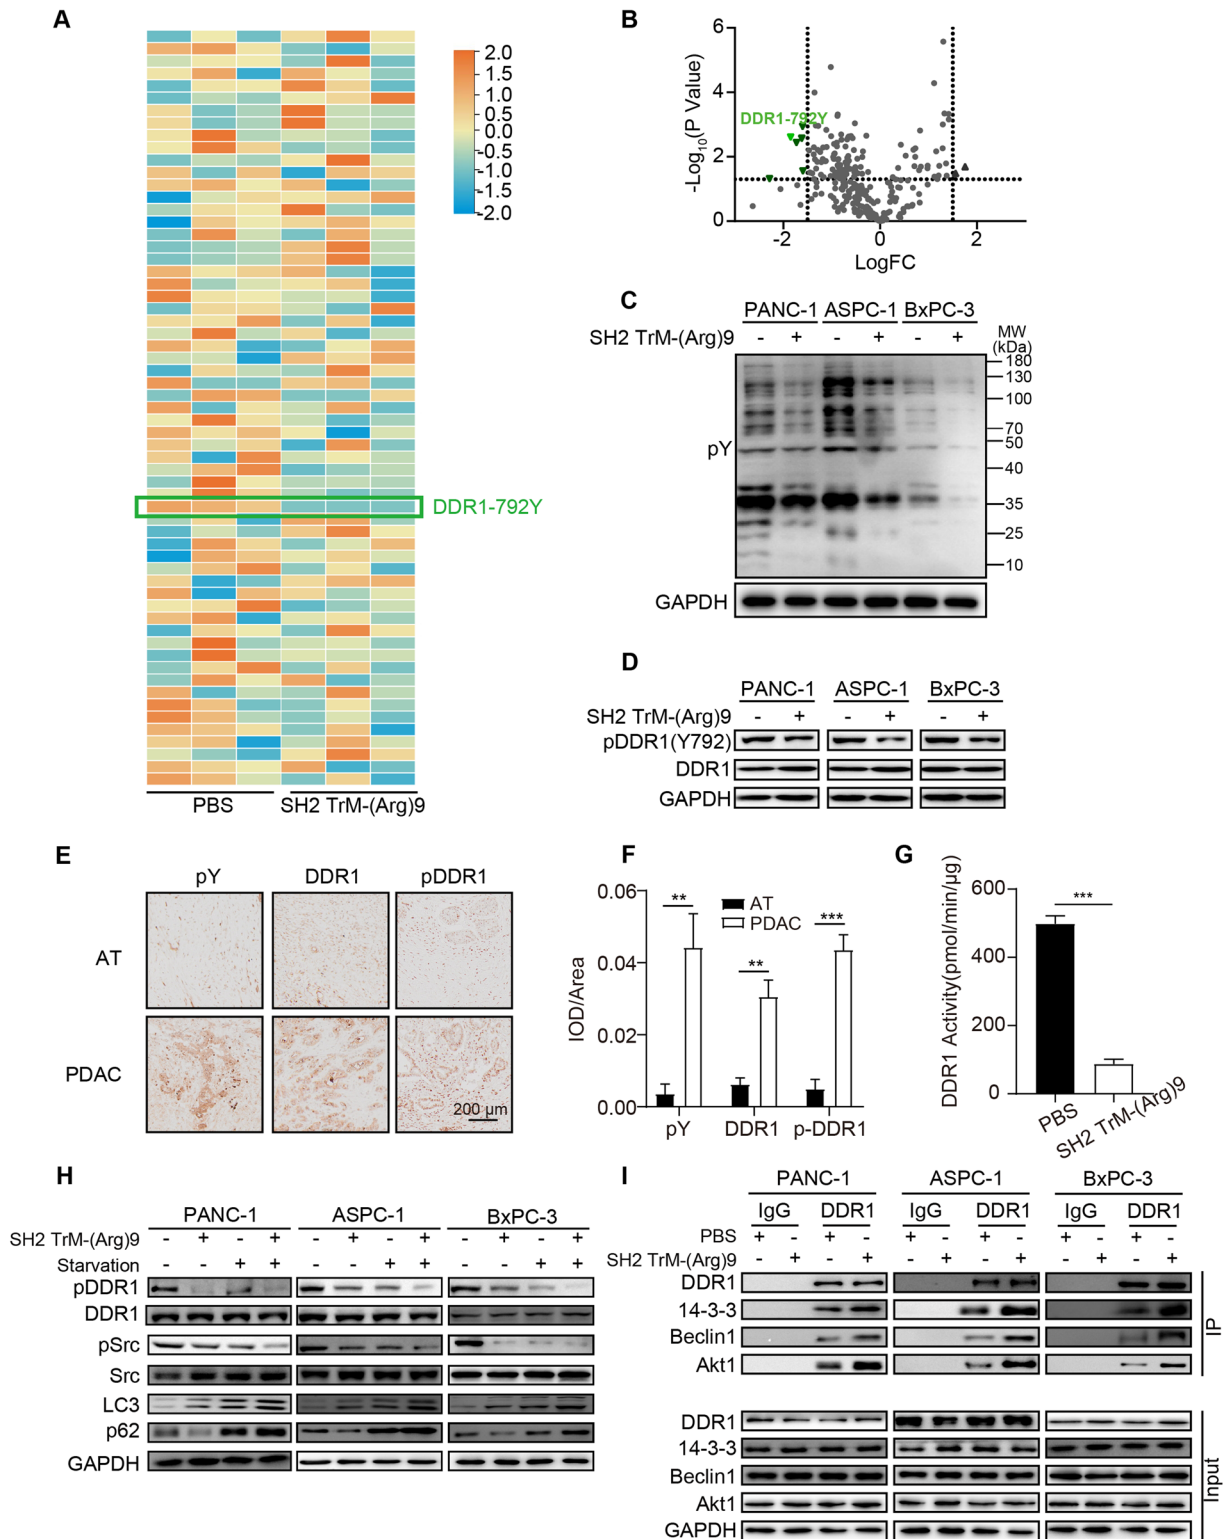 A
2.0
1.0
0.5
0.0
-0.5
-1.0
-1.5
-2.0
DDR1-792Y
PBS SH2 TrM-(Arg)9
B
6
4
2
0
-Log10(P Value)
DDR1-792Y
-2 0 2
LogFC
C
PANC-1 ASPC-1 BxPC-3
SH2 TrM-(Arg)9 - + - + - +
MW
(kDa)
180
130
100
70
50
40
35
25
10
pY
GAPDH
D
PANC-1 ASPC-1 BxPC-3
SH2 TrM-(Arg)9 - + - + - +
pDDR1(Y792)
DDR1
GAPDH
E
pY DDR1 pDDR1
AT
PDAC
200 μm
F
0.06
0.04
0.02
0.00
IOD/Area
AT
PDAC
** ** ***
pY DDR1 p-DDR1
G
600
400
200
0
DDR1 Activity(pmol/min/μg)
***
PBS
SH2 TrM-(Arg)9
H
PANC-1 ASPC-1 BxPC-3
SH2 TrM-(Arg)9 - + - + - + - + - + - +
Starvation - - + + - - + + - - + +
pDDR1
DDR1
pSrc
Src
LC3
p62
GAPDH
I
PANC-1 ASPC-1 BxPC-3
IgG DDR1 IgG DDR1 IgG DDR1
PBS + - + - + - + - + - + -
SH2 TrM-(Arg)9 - + - + - + - + - + - +
DDR1
14-3-3
Beclin1
Akt1
IP
DDR1
14-3-3
Beclin1
Akt1
GAPDH
Input